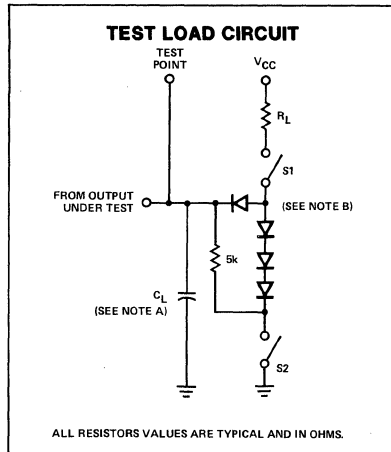 TEST LOAD CIRCUIT
TEST
POINT
VCC
RL
S1
FROM OUTPUT
UNDER TEST
(SEE NOTE B)
5k
CL
(SEE NOTE A)
S2
ALL RESISTORS VALUES ARE TYPICAL AND IN OHMS.